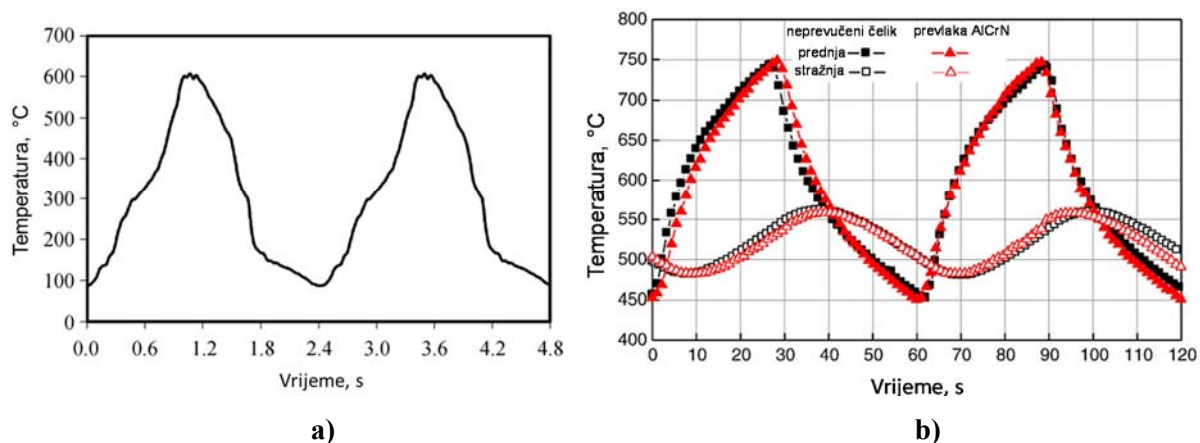 700
600
500
400
300
200
100
0
0.0 0.6 1.2 1.8 2.4 3.0 3.6 4.2 4.8
Temperatura, °C
Vrijeme, s
a)
800
750
700
650
600
550
500
450
400
0 10 20 30 40 50 60 70 80 90 100 110 120
Temperatura, °C
Vrijeme, s
neprevučeni čelik prevlaka AlCrN
prednja
stražnja
b)